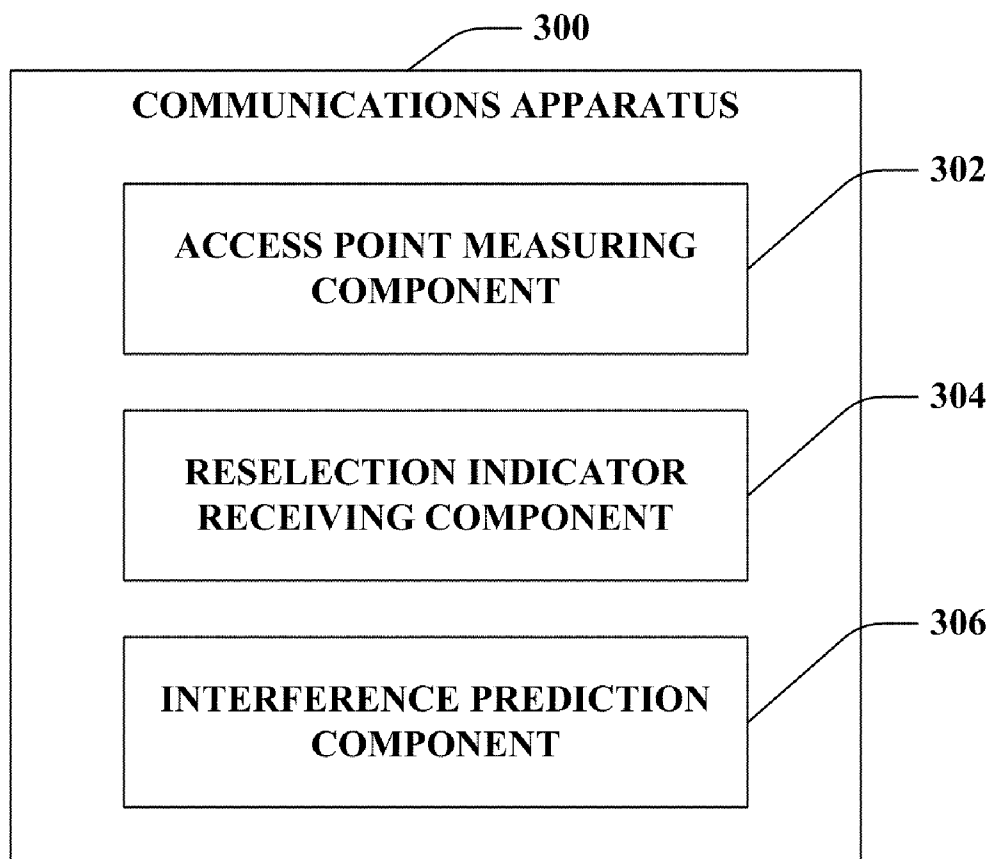 300
COMMUNICATIONS APPARATUS
302
ACCESS POINT MEASURING
COMPONENT
304
RESELECTION INDICATOR
RECEIVING COMPONENT
306
INTERFERENCE PREDICTION
COMPONENT